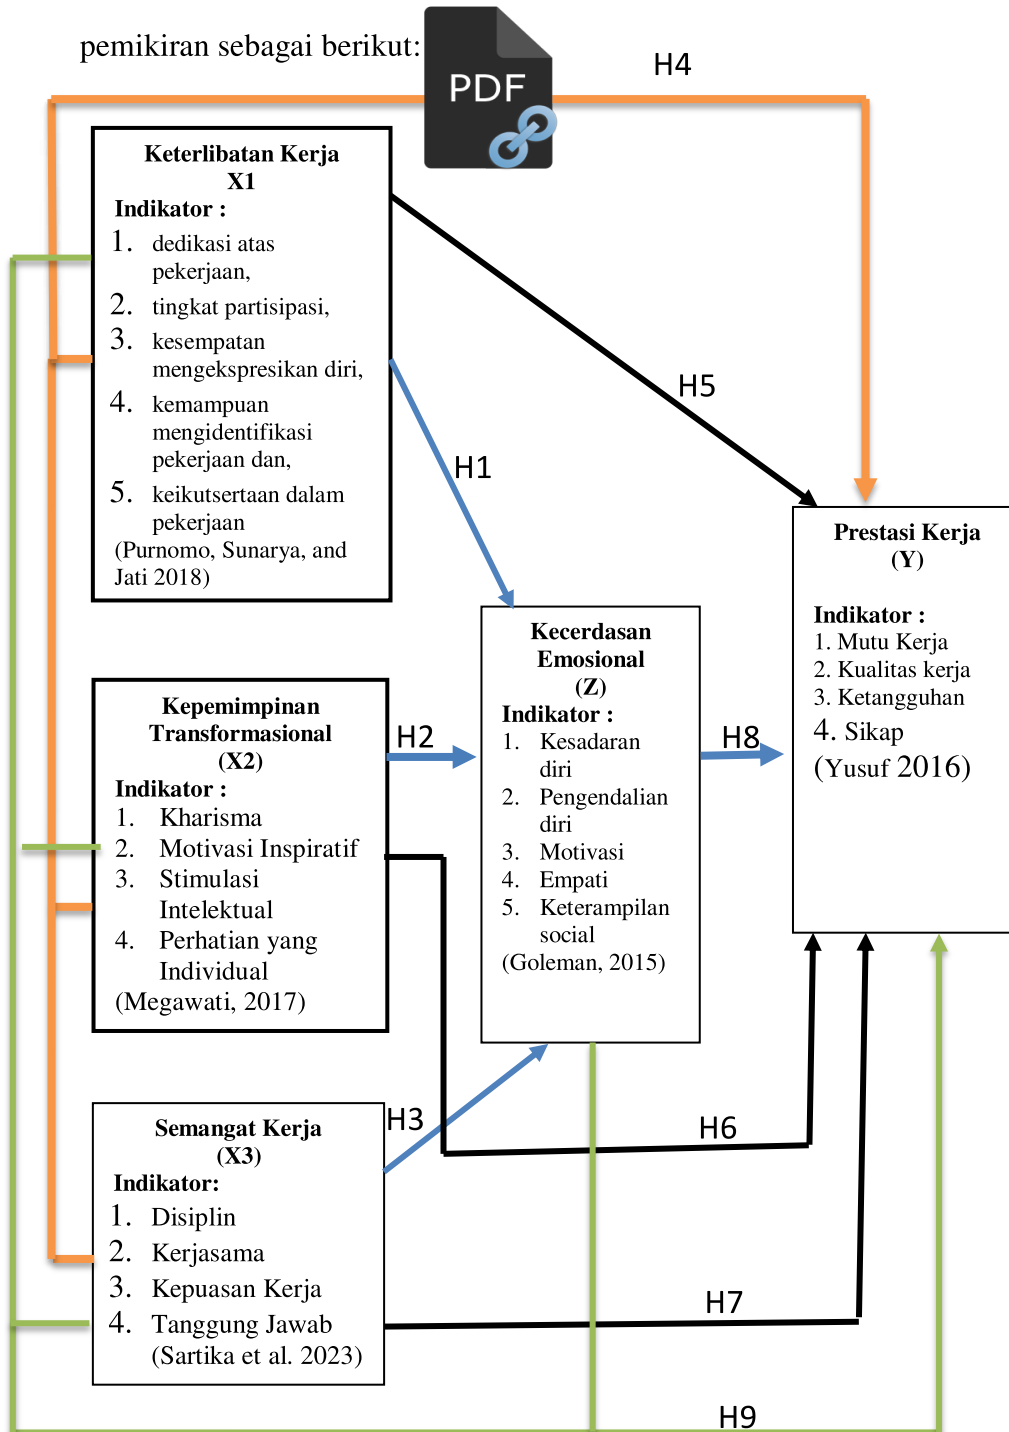 pemikiran sebagai berikut:
PDF
H4
Keterlibatan Kerja
X1
Indikator :
1. dedikasi atas
pekerjaan,
2. tingkat partisipasi,
3. kesempatan
mengekspresikan diri,
4. kemampuan
mengidentifikasi
pekerjaan dan,
5. keikutsertaan dalam
pekerjaan
(Purnomo, Sunarya, and
Jati 2018)
H5
H1
Prestasi Kerja
(Y)
Indikator :
1. Mutu Kerja
2. Kualitas kerja
3. Ketangguhan
4. Sikap
(Yusuf 2016)
Kecerdasan
Emosional
(Z)
Indikator :
1. Kesadaran
diri
2. Pengendalian
diri
3. Motivasi
4. Empati
5. Keterampilan
social
(Goleman, 2015)
H8
Kepemimpinan
Transformasional
(X2)
Indikator :
1. Kharisma
2. Motivasi Inspiratif
3. Stimulasi
Intelektual
4. Perhatian yang
Individual
(Megawati, 2017)
H2
H3
H6
Semangat Kerja
(X3)
Indikator:
1. Disiplin
2. Kerjasama
3. Kepuasan Kerja
4. Tanggung Jawab
(Sartika et al. 2023)
H7
H9